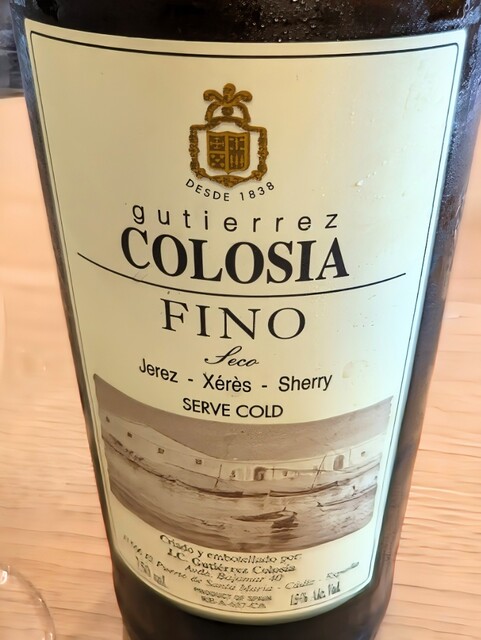 DESDE 1838
gutierrez
COLOSIA
FINO
Seco
Jerez - Xérès - Sherry
SERVE COLD
Criado y embotellado por:
J.C. Gutiérrez Colosia
Avda. Bajamar 40
El Puerto de Santa María - Cádiz - España
750 ml.
PRODUCT OF SPAIN
15% Alc. Vol.